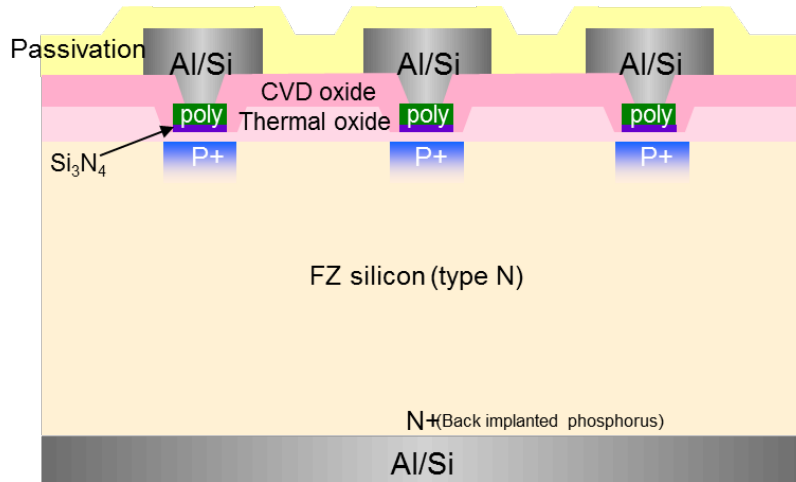 Passivation
Al/Si Al/Si Al/Si
CVD oxide
poly Thermal oxide poly poly
Si₃N₄
P+ P+ P+
FZ silicon (type N)
N+(Back implanted phosphorus)
Al/Si